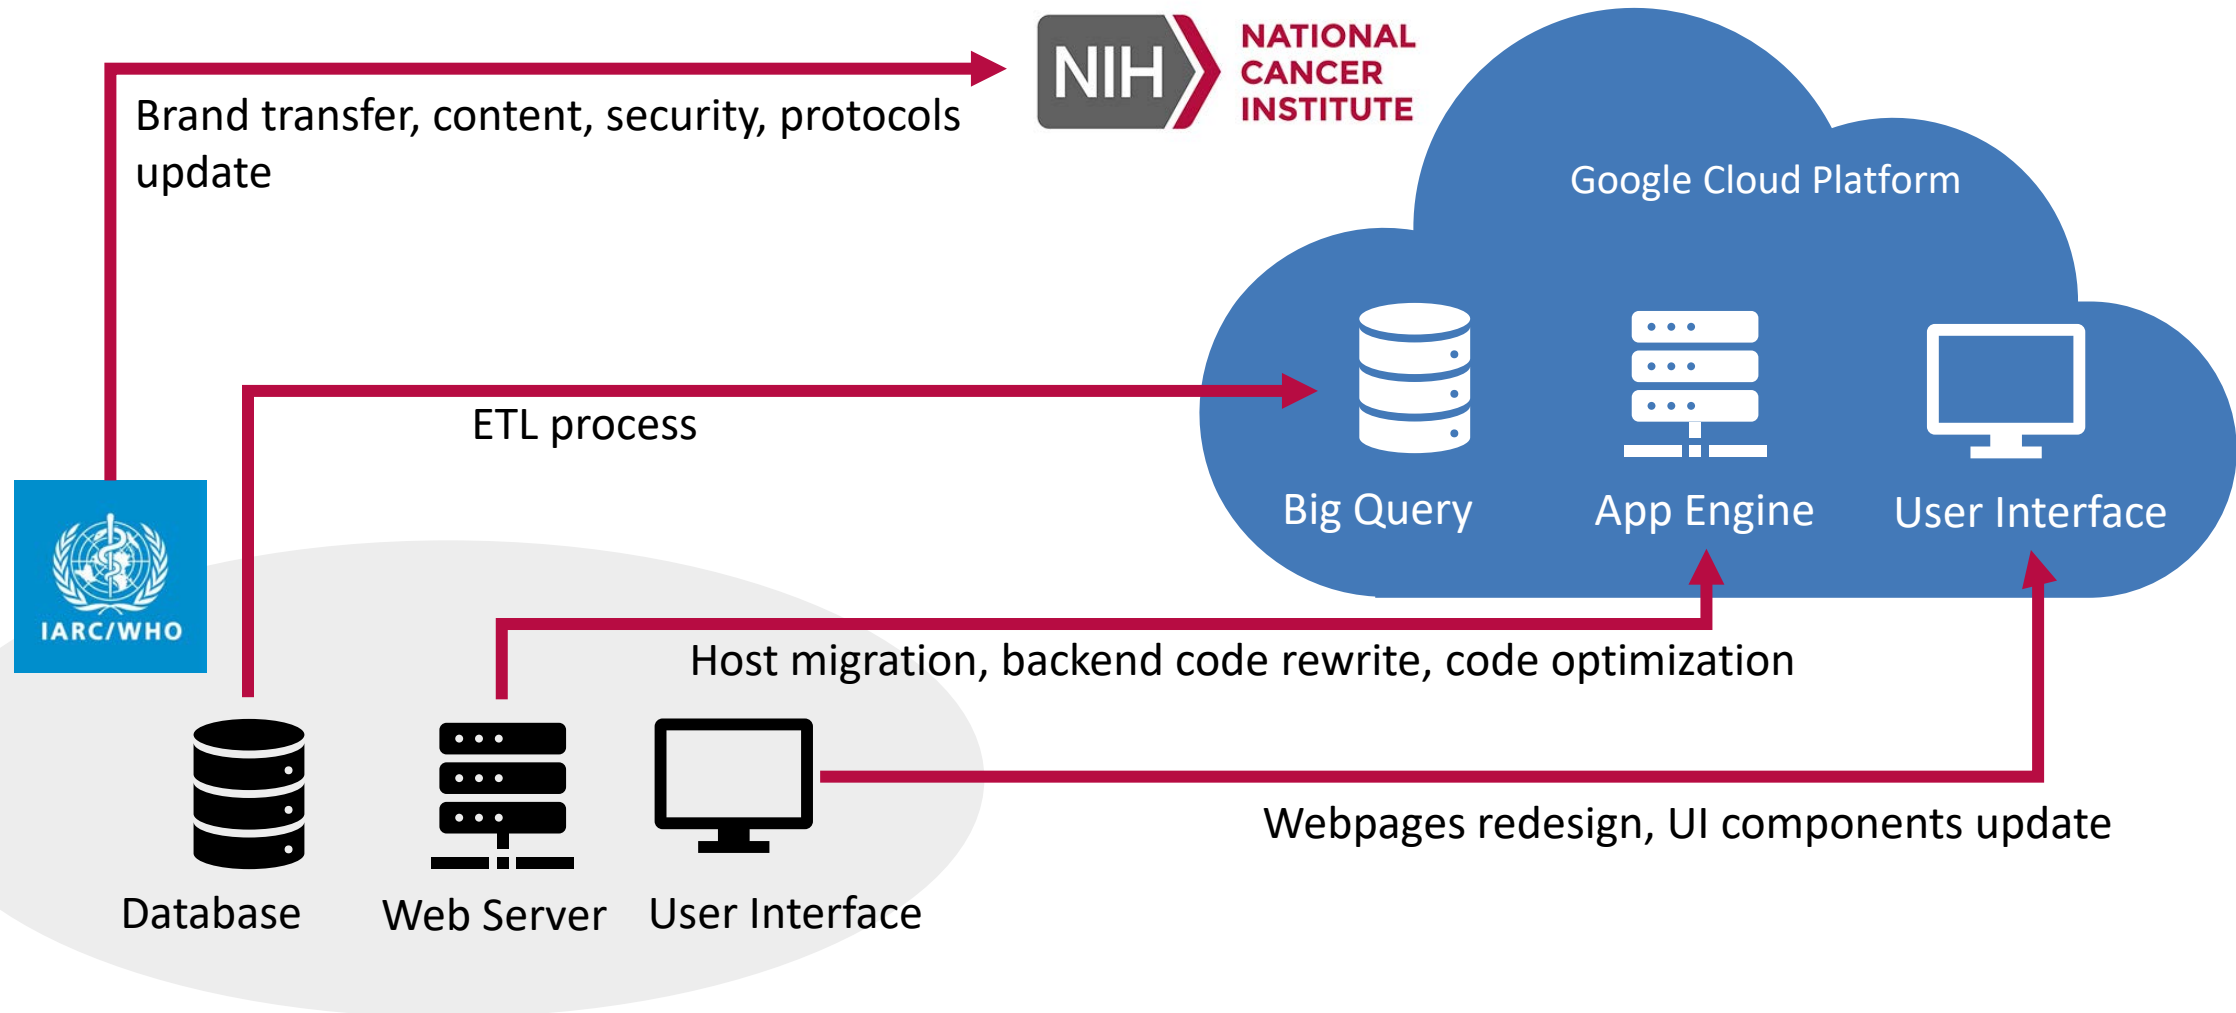 NIH
NATIONAL
CANCER
INSTITUTE
Brand transfer, content, security, protocols
update
Google Cloud Platform
ETL process
Big Query
App Engine
User Interface
IARC/WHO
Host migration, backend code rewrite, code optimization
Webpages redesign, UI components update
Database
Web Server
User Interface